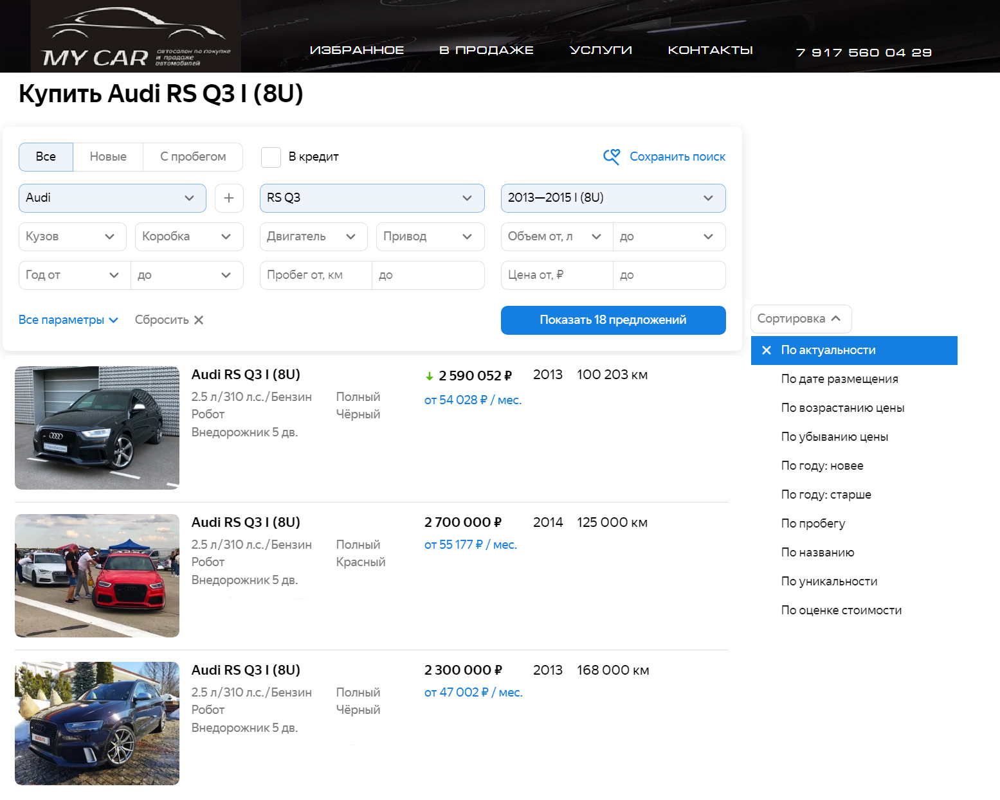 MY CAR
автосалон по покупке
и продаже
автомобилей
ИЗБРАННОЕ
В ПРОДАЖЕ
УСЛУГИ
КОНТАКТЫ
7 917 560 04 29
Купить Audi RS Q3 I (8U)
Все
Новые
С пробегом
В кредит
Сохранить поиск
Audi
RS Q3
2013—2015 I (8U)
Кузов
Коробка
Двигатель
Привод
Объем от, л
до
Год от
до
Пробег от, км
до
Цена от, ₽
до
Все параметры
Сбросить
Показать 18 предложений
Сортировка
По актуальности
По дате размещения
По возрастанию цены
По убыванию цены
По году: новее
По году: старше
По пробегу
По названию
По уникальности
По оценке стоимости
с пробегом
Audi RS Q3 I (8U)
2.5 л/310 л.с./Бензин
Робот
Внедорожник 5 дв.
Полный
Чёрный
2 590 052 ₽
от 54 028 ₽ / мес.
2013
100 203 км
Audi RS Q3 I (8U)
2.5 л/310 л.с./Бензин
Робот
Внедорожник 5 дв.
Полный
Красный
2 700 000 ₽
от 55 177 ₽ / мес.
2014
125 000 км
auto.ru
Audi RS Q3 I (8U)
2.5 л/310 л.с./Бензин
Робот
Внедорожник 5 дв.
Полный
Чёрный
2 300 000 ₽
от 47 002 ₽ / мес.
2013
168 000 км